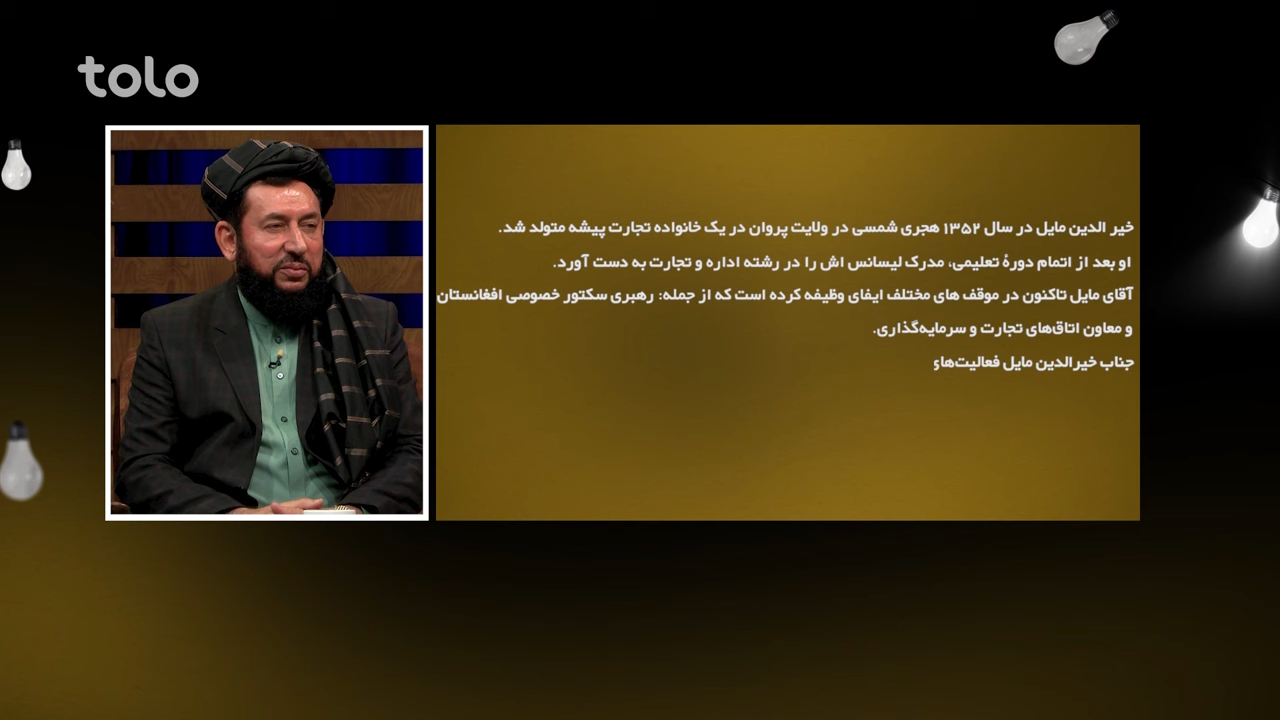 tolo
خیر الدین مایل در سال ۱۳۵۲ هجری شمسی در ولایت پروان در یک خانواده تجارت پیشه متولد شد.
او بعد از اتمام دورهٔ تعلیمی، مدرک لیسانس اش را در رشته اداره و تجارت به دست آورد.
آقای مایل تاکنون در موقف های مختلف ایفای وظیفه کرده است که از جمله: رهبری سکتور خصوصی افغانستان
و معاون اتاق‌های تجارت و سرمایه‌گذاری.
جناب خیرالدین مایل فعالیت‌های